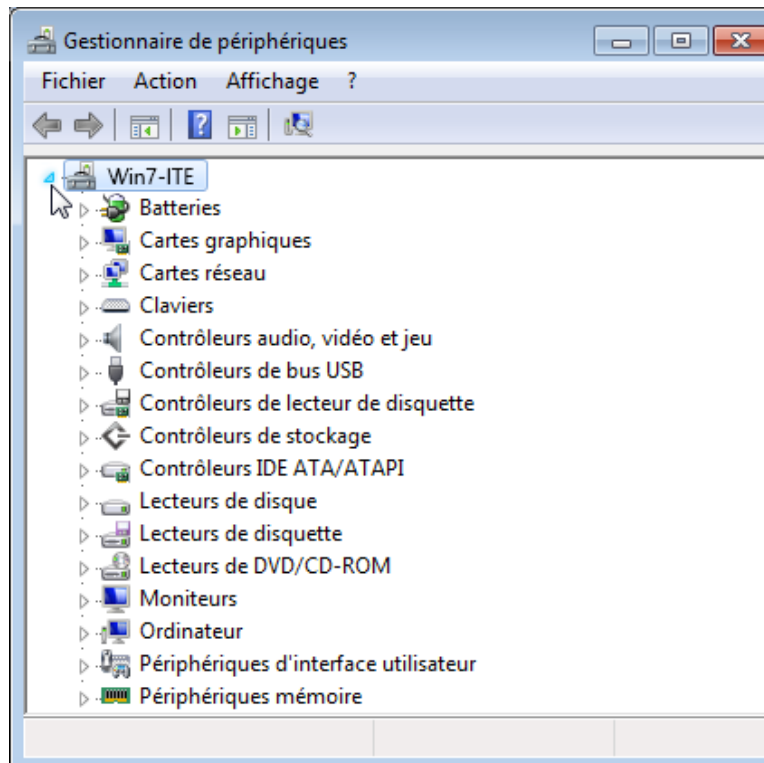 Gestionnaire de périphériques
Fichier Action Affichage ?
Win7-ITE
Batteries
Cartes graphiques
Cartes réseau
Claviers
Contrôleurs audio, vidéo et jeu
Contrôleurs de bus USB
Contrôleurs de lecteur de disquette
Contrôleurs de stockage
Contrôleurs IDE ATA/ATAPI
Lecteurs de disque
Lecteurs de disquette
Lecteurs de DVD/CD-ROM
Moniteurs
Ordinateur
Périphériques d'interface utilisateur
Périphériques mémoire